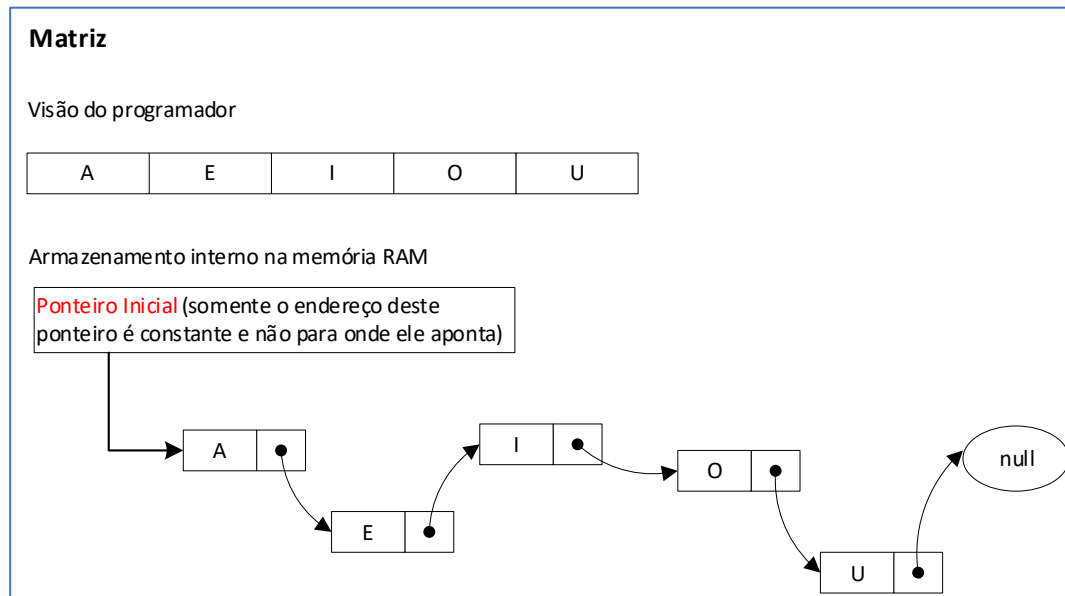 Matriz
Visão do programador
A E I O U
Armazenamento interno na memória RAM
Ponteiro Inicial (somente o endereço deste
ponteiro é constante e não para onde ele aponta)
A
E
I
O
U
null